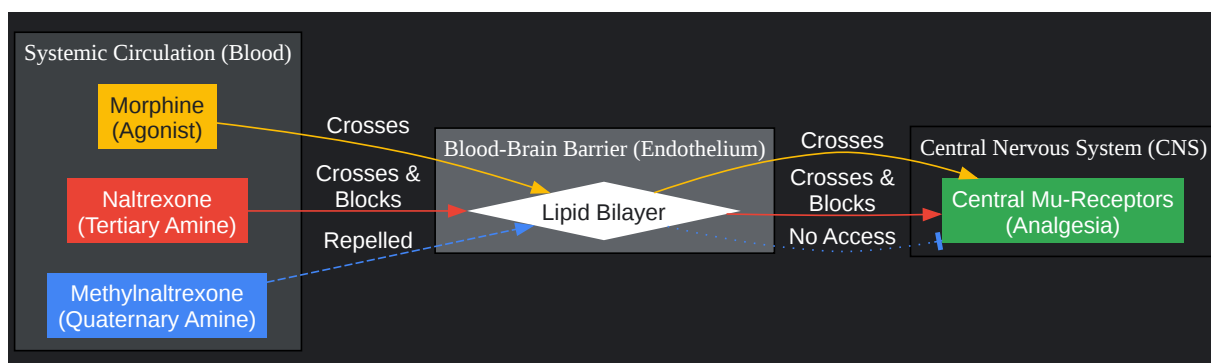 Systemic Circulation (Blood)
Morphine
(Agonist)
Naltrexone
(Tertiary Amine)
Methylnaltrexone
(Quaternary Amine)
Crosses
Crosses &
Blocks
Repelled
Blood-Brain Barrier (Endothelium)
Lipid Bilayer
Crosses
Crosses &
Blocks
No Access
Central Nervous System (CNS)
Central Mu-Receptors
(Analgesia)